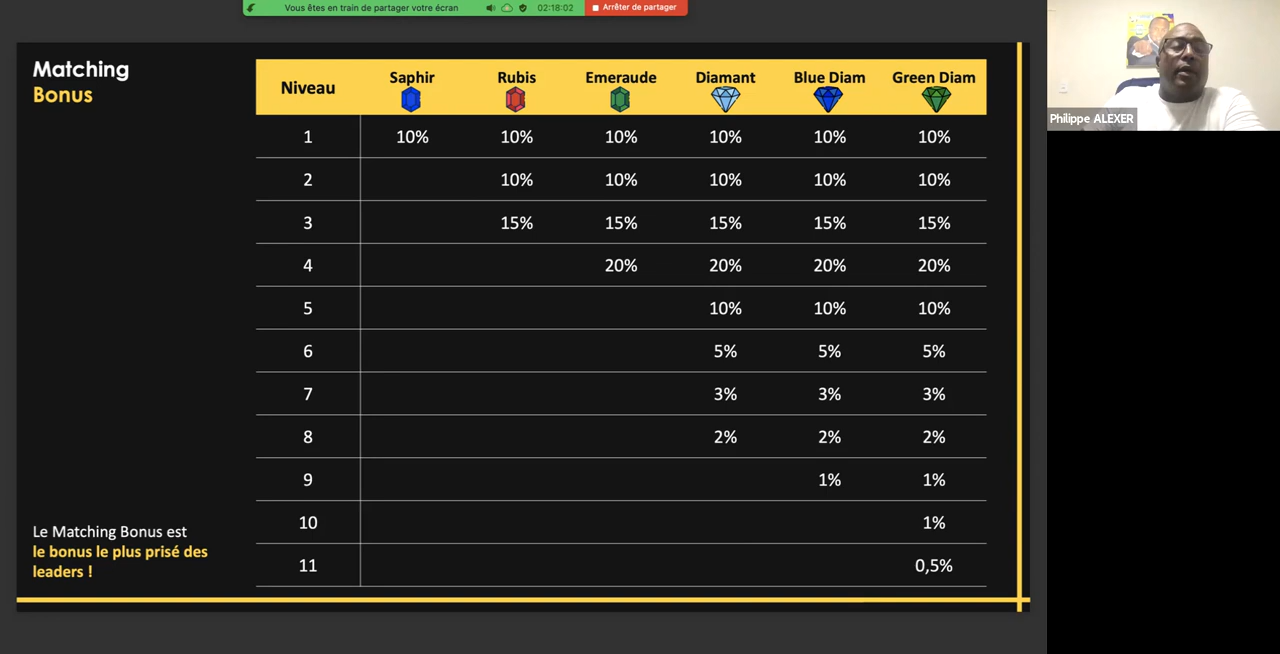 Vous êtes en train de partager votre écran 02:18:02 Arrêter de partager
Matching
Bonus
Niveau Saphir Rubis Emeraude Diamant Blue Diam Green Diam
1 10% 10% 10% 10% 10% 10%
2 10% 10% 10% 10% 10%
3 15% 15% 15% 15% 15%
4 20% 20% 20% 20%
5 10% 10% 10%
6 5% 5% 5%
7 3% 3% 3%
8 2% 2% 2%
9 1% 1%
10 1%
11 0,5%
Le Matching Bonus est
le bonus le plus prisé des
leaders !
Philippe ALEXER